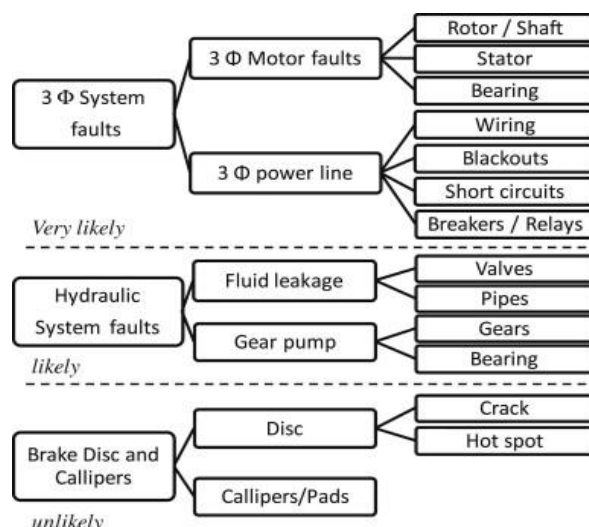 Rotor / Shaft
3 Φ Motor faults
Stator
3 Φ System
faults
Bearing
Wiring
3 Φ power line
Blackouts
Short circuits
Very likely
Breakers / Relays
Fluid leakage
Valves
Hydraulic
System faults
Pipes
Gear pump
Gears
likely
Bearing
Disc
Crack
Brake Disc and
Callipers
Hot spot
Callipers/Pads
unlikely